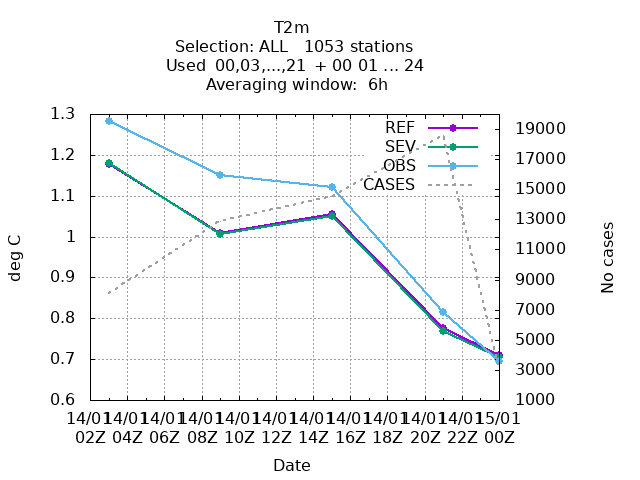 T2m
Selection: ALL   1053 stations
Used  00,03,...,21  + 00 01 ... 24
Averaging window:  6h
1.3
1.2
1.1
1
0.9
0.8
0.7
0.6
deg C
REF
SEV
OBS
CASES
19000
17000
15000
13000
11000
9000
7000
5000
3000
1000
No cases
14/01 14/01 14/01 14/01 14/01 14/01 14/01 14/01 14/01 14/01 14/01 15/01
02Z 04Z 06Z 08Z 10Z 12Z 14Z 16Z 18Z 20Z 22Z 00Z
Date